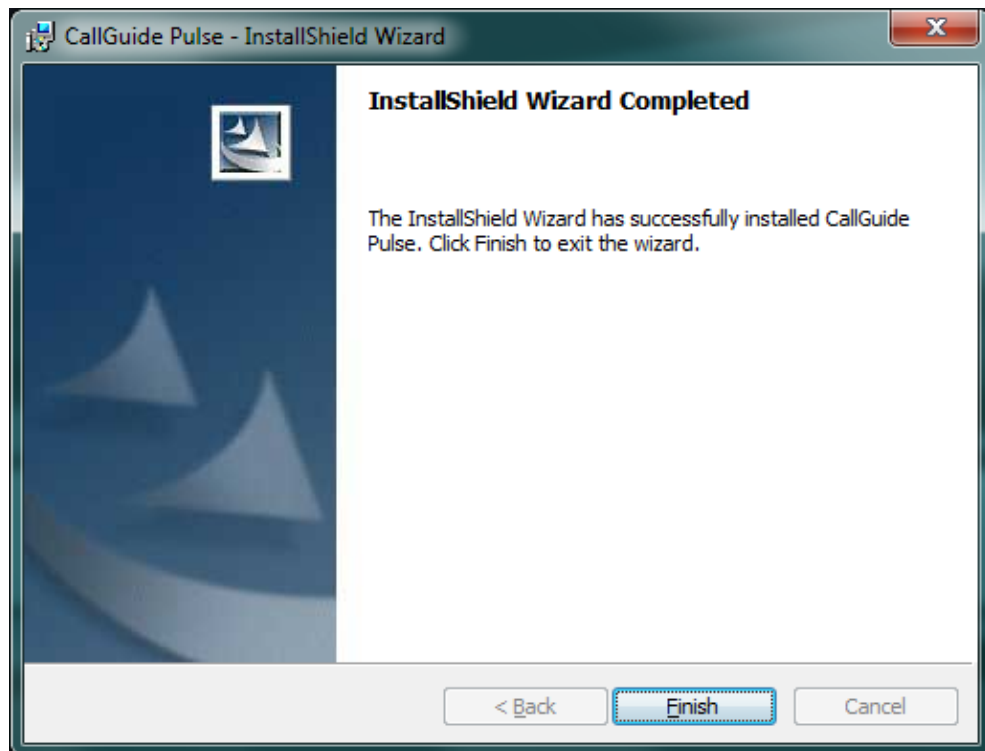 CallGuide Pulse - InstallShield Wizard
InstallShield Wizard Completed
The InstallShield Wizard has successfully installed CallGuide
Pulse. Click Finish to exit the wizard.
< Back
Finish
Cancel